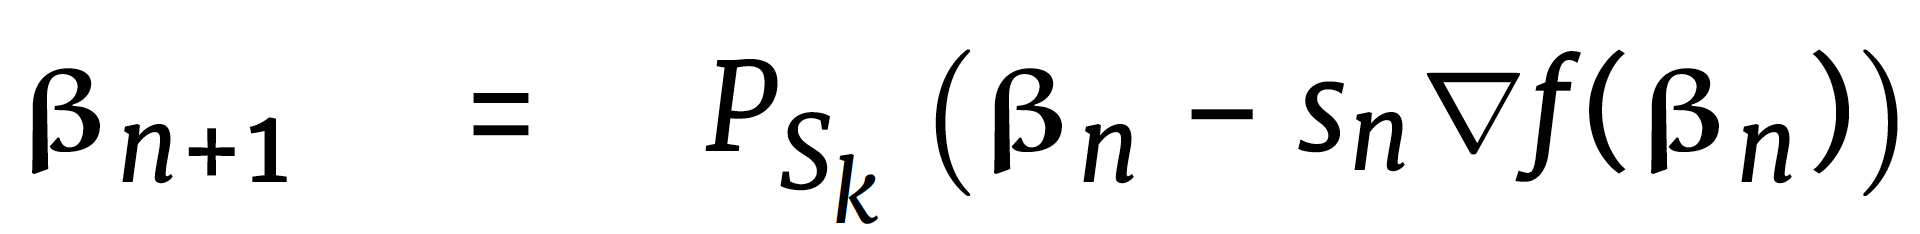 β_{n+1} = P_{S_k} (β_n − s_n ∇f(β_n))